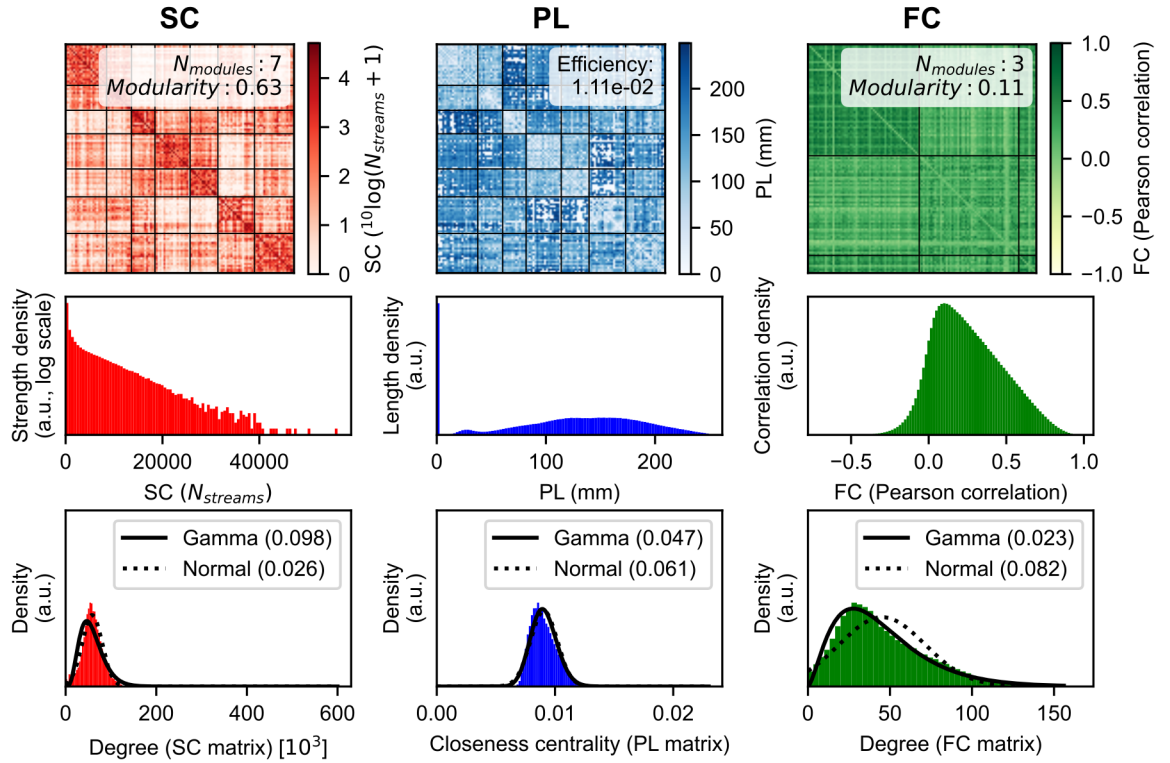 SC
PL
FC
N_modules : 7
Modularity : 0.63
4
3
2
1
0
SC (¹⁰log(N_streams + 1)
Efficiency:
1.11e-02
200
150
100
50
0
PL (mm)
N_modules : 3
Modularity : 0.11
1.0
0.5
0.0
−0.5
−1.0
FC (Pearson correlation)
Strength density
(a.u., log scale)
0 20000 40000
SC (N_streams)
Length density
(a.u.)
0 100 200
PL (mm)
Correlation density
(a.u.)
−0.5 0.0 0.5 1.0
FC (Pearson correlation)
Density
(a.u.)
Gamma (0.098)
Normal (0.026)
0 200 400 600
Degree (SC matrix) [10³]
Density
(a.u.)
Gamma (0.047)
Normal (0.061)
0.00 0.01 0.02
Closeness centrality (PL matrix)
Density
(a.u.)
Gamma (0.023)
Normal (0.082)
0 50 100 150
Degree (FC matrix)